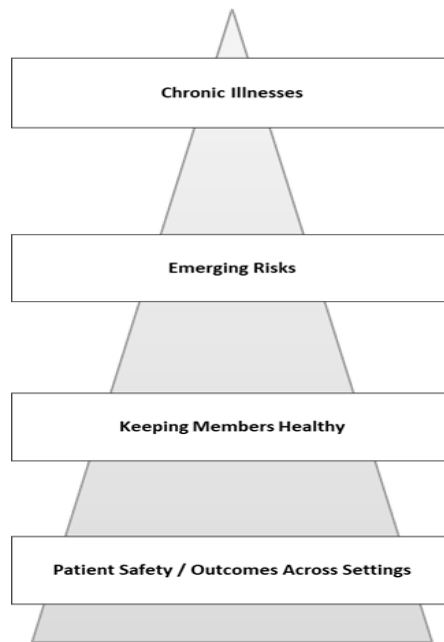 Chronic Illnesses
Emerging Risks
Keeping Members Healthy
Patient Safety / Outcomes Across Settings